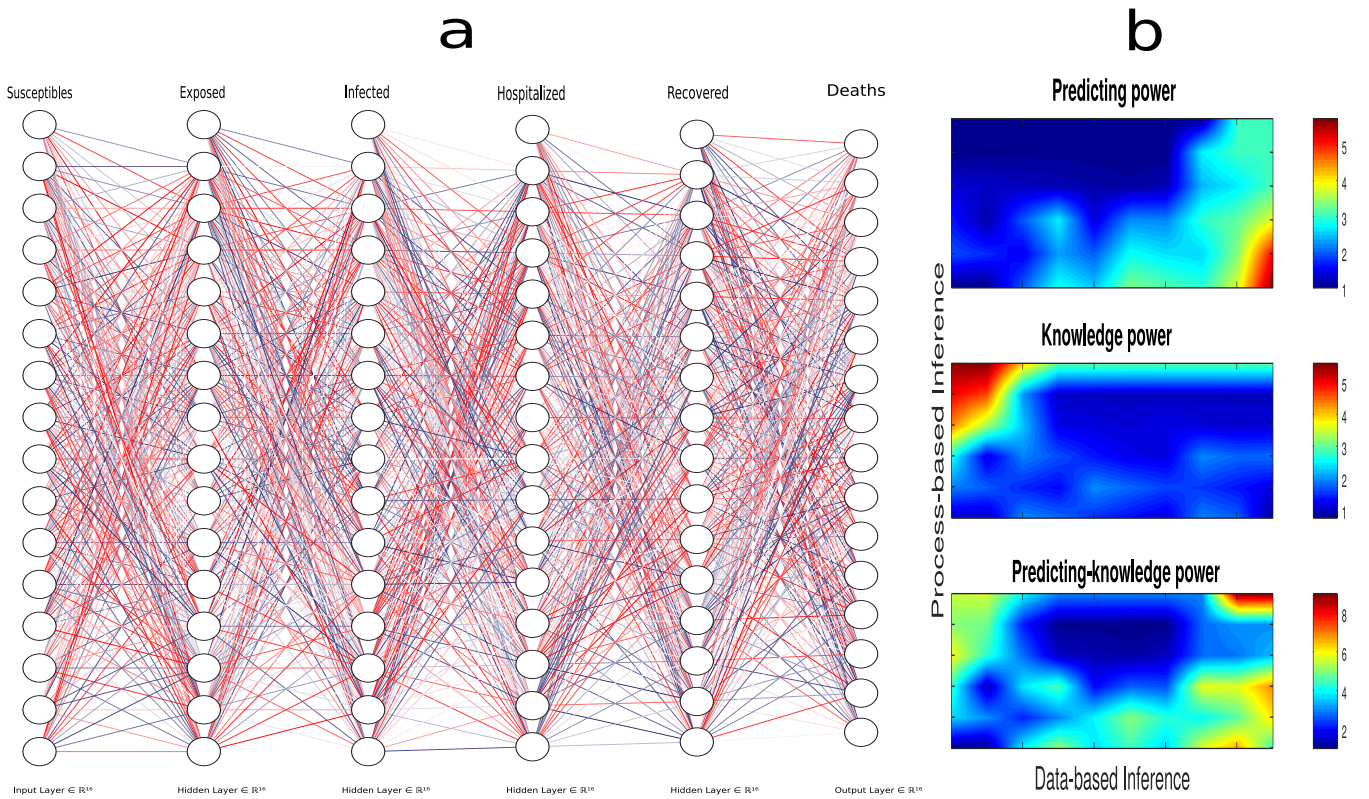 a
Susceptibles
Exposed
Infected
Hospitalized
Recovered
Deaths
Input Layer ∈ ℝ¹⁶
Hidden Layer ∈ ℝ¹⁶
Hidden Layer ∈ ℝ¹⁶
Hidden Layer ∈ ℝ¹⁶
Hidden Layer ∈ ℝ¹⁶
Output Layer ∈ ℝ¹⁶
b
Process-based Inference
Predicting power
5
4
3
2
1
Knowledge power
5
4
3
2
1
Predicting-knowledge power
8
6
4
2
Data-based Inference